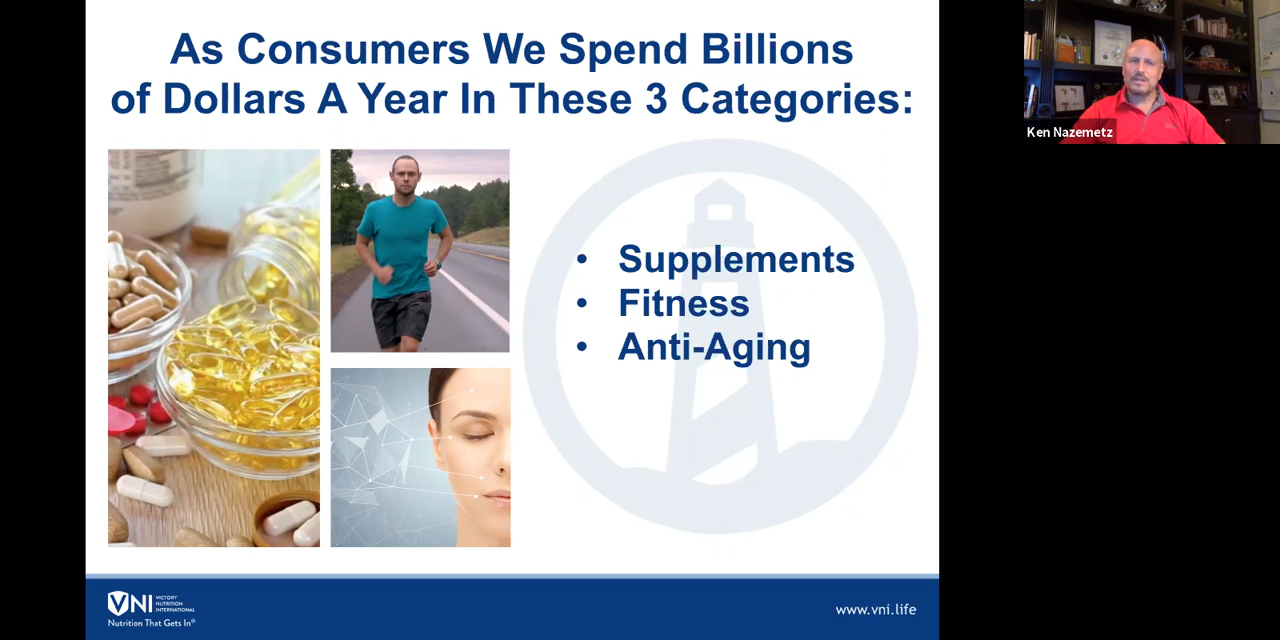 As Consumers We Spend Billions
of Dollars A Year In These 3 Categories:
Ken Nazemetz
• Supplements
• Fitness
• Anti-Aging
VNI
VICTORY
NUTRITION
INTERNATIONAL
Nutrition That Gets In®
www.vni.life